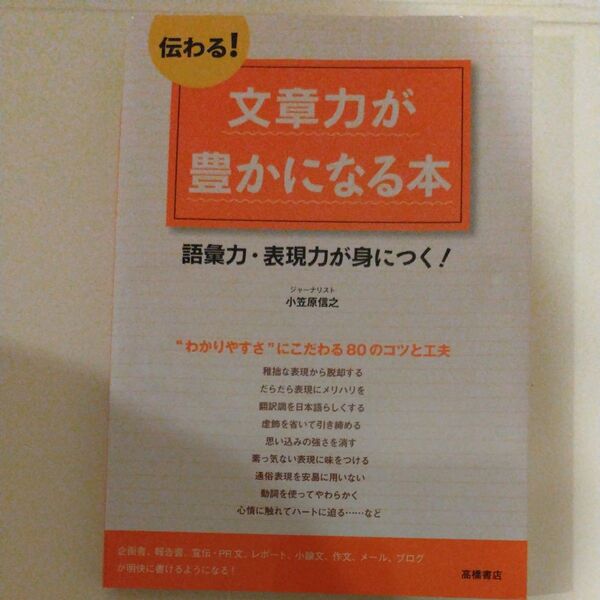 伝わる！
文章力が
豊かになる本
語彙力・表現力が身につく！
ジャーナリスト
小笠原信之
“わかりやすさ”にこだわる80のコツと工夫
稚拙な表現から脱却する
だらだら表現にメリハリを
翻訳調を日本語らしくする
虚飾を省いて引き締める
思い込みの強さを消す
素っ気ない表現に味をつける
通俗表現を安易に用いない
動詞を使ってやわらかく
心情に触れてハートに迫る……など
企画書、報告書、宣伝・PR文、レポート、小論文、作文、メール、ブログ
が明快に書けるようになる！
高橋書店